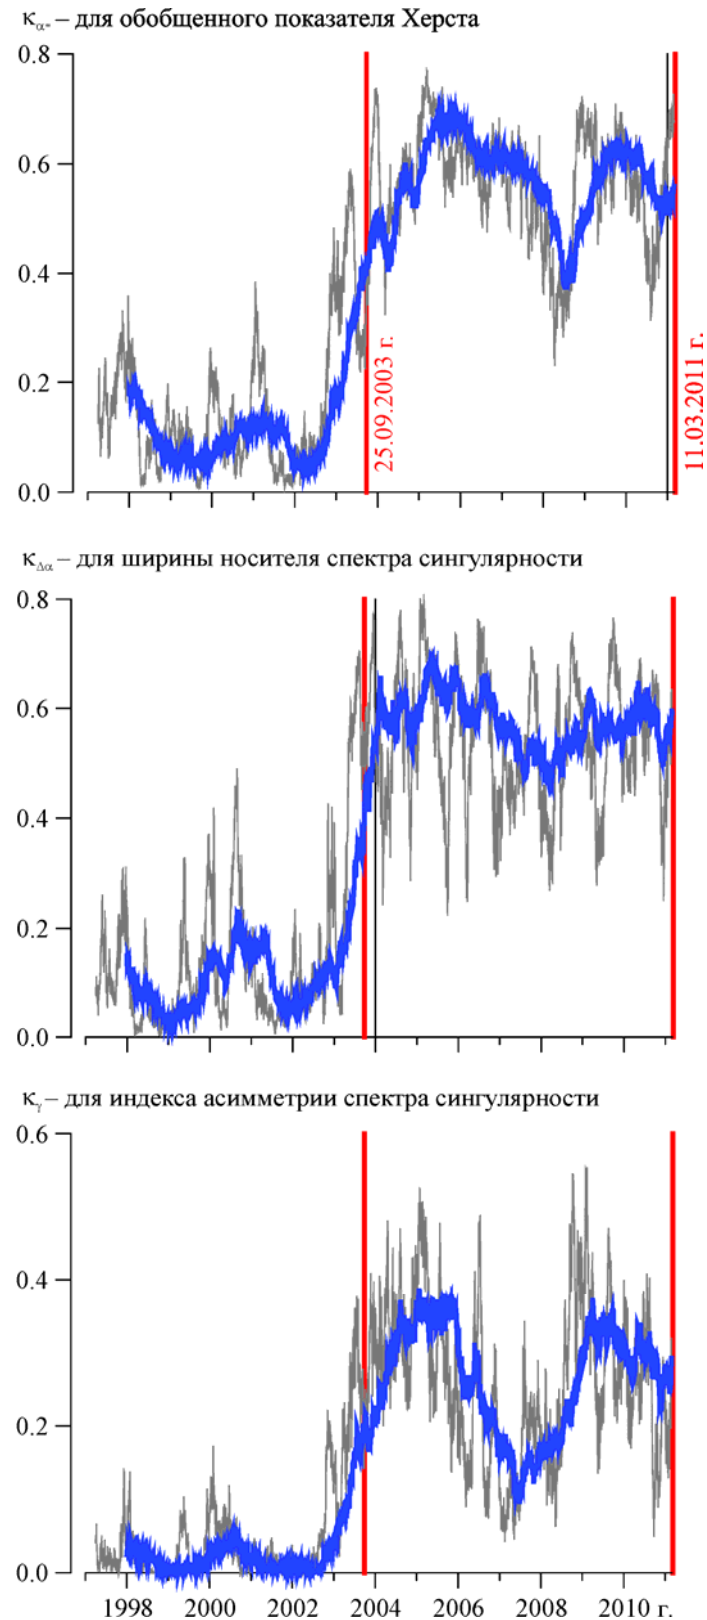 κα* – для обобщенного показателя Херста
0.8
0.6
0.4
0.2
0.0
25.09.2003 г.
11.03.2011 г.
κΔα – для ширины носителя спектра сингулярности
0.8
0.6
0.4
0.2
0.0
κγ – для индекса асимметрии спектра сингулярности
0.6
0.4
0.2
0.0
1998 2000 2002 2004 2006 2008 2010 г.